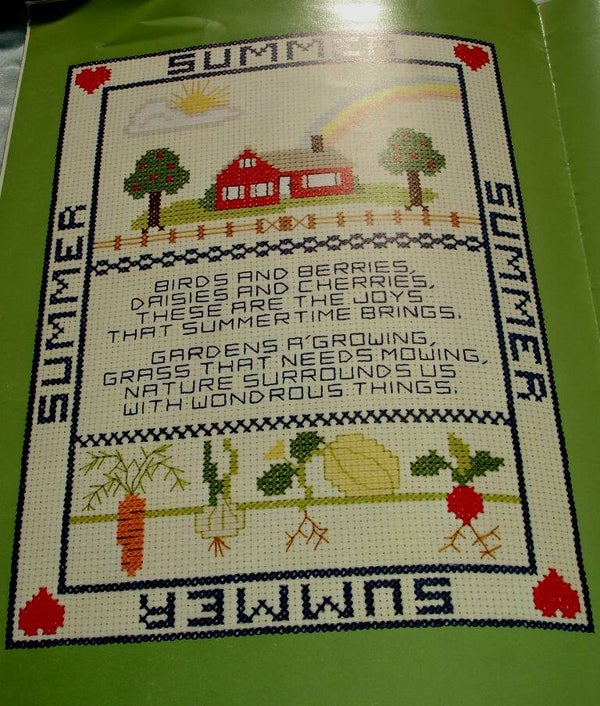 SUMMER
SUMMER
SUMMER
BIRDS AND BERRIES,
DAISIES AND CHERRIES,
THESE ARE THE JOYS
THAT SUMMERTIME BRINGS.
GARDENS A'GROWING,
GRASS THAT NEEDS MOWING,
NATURE SURROUNDS US
WITH WONDROUS THINGS.
SUMMER